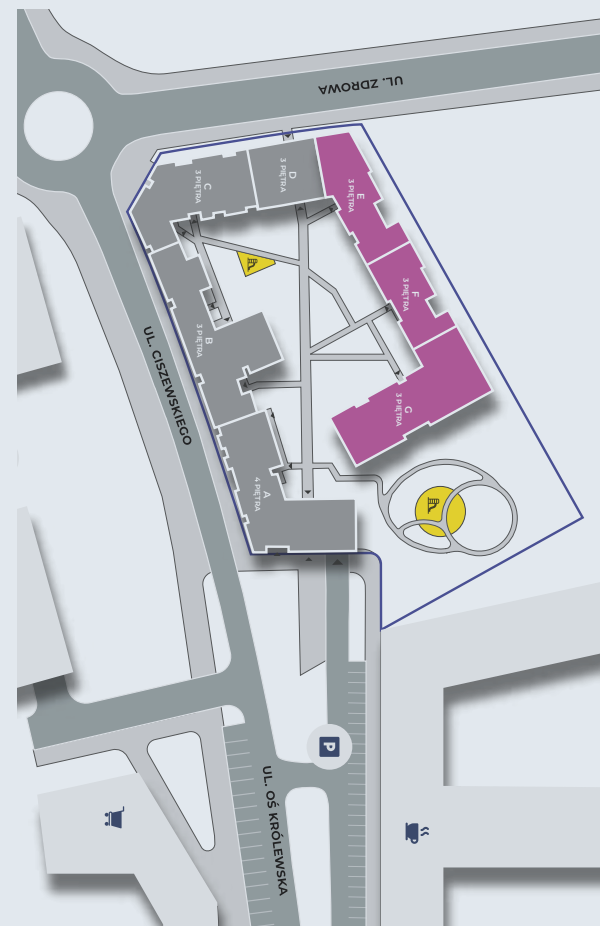 UL. ZDROWA
D
3 PIĘTRA
C
3 PIĘTRA
E
3 PIĘTRA
F
3 PIĘTRA
B
3 PIĘTRA
UL. CISZEWSKIEGO
G
3 PIĘTRA
A
4 PIĘTRA
P
UL. OŚ KRÓLEWSKA